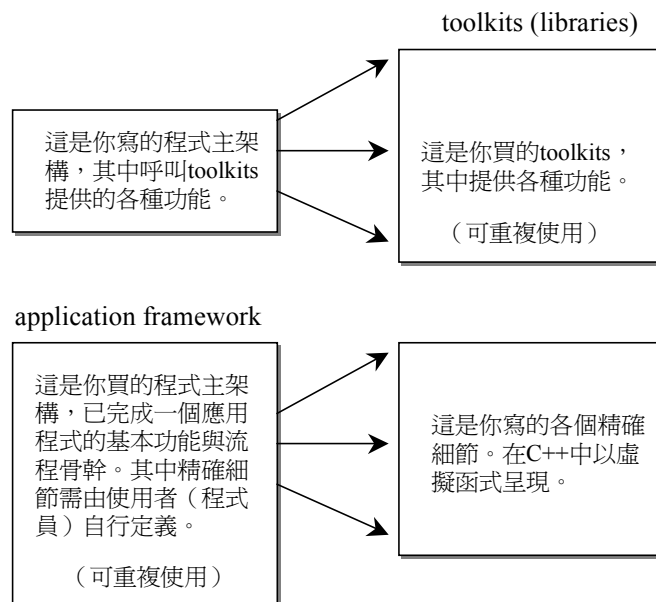 toolkits (libraries)
這是你寫的程式主架
構，其中呼叫toolkits
提供的各種功能。
這是你買的toolkits，
其中提供各種功能。
（可重複使用）
application framework
這是你買的程式主架
構，已完成一個應用
程式的基本功能與流
程骨幹。其中精確細
節需由使用者（程式
員）自行定義。
（可重複使用）
這是你寫的各個精確
細節。在C++中以虛
擬函式呈現。